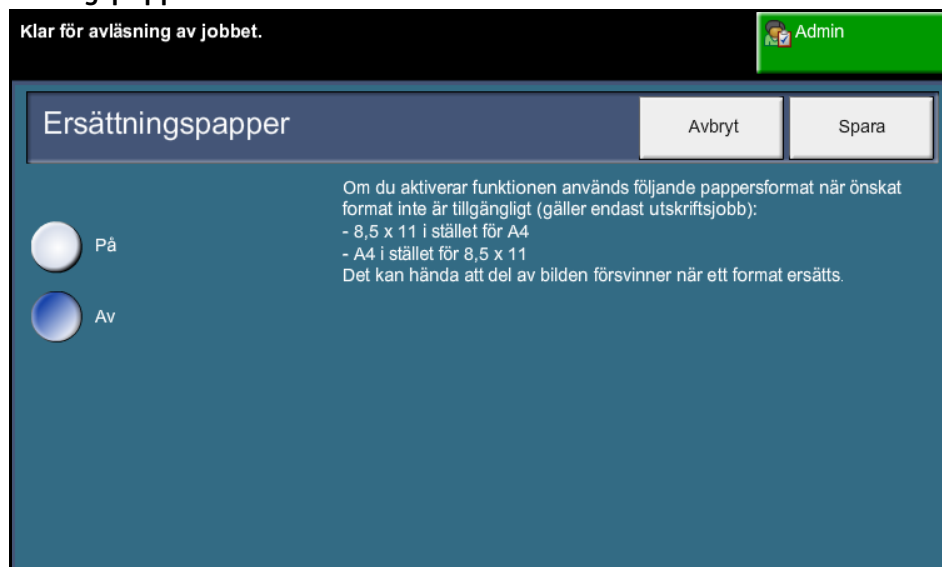 Klar för avläsning av jobbet.
Admin
Ersättningspapper
Avbryt
Spara
Om du aktiverar funktionen används följande pappersformat när önskat
format inte är tillgängligt (gäller endast utskriftsjobb):
- 8,5 x 11 i stället för A4
- A4 i stället för 8,5 x 11
Det kan hända att del av bilden försvinner när ett format ersätts.
På
Av